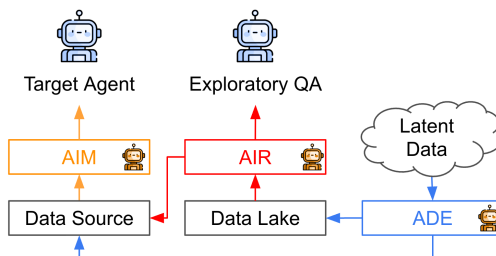 Target Agent
Exploratory QA
Latent
Data
AIM
AIR
Data Source
Data Lake
ADE